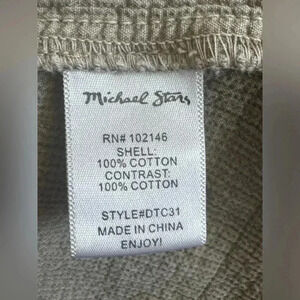 Michael Stars
RN# 102146
SHELL:
100% COTTON
CONTRAST:
100% COTTON
STYLE#DTC31
MADE IN CHINA
ENJOY!